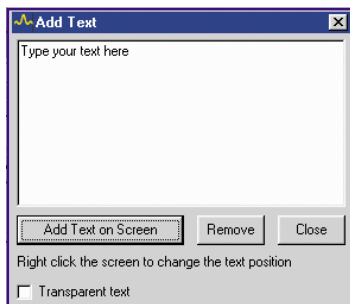 Add Text
Type your text here
Add Text on Screen Remove Close
Right click the screen to change the text position
Transparent text